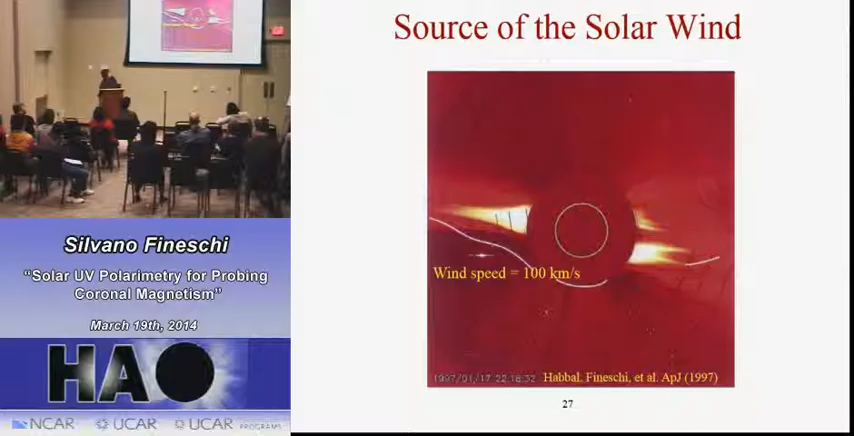 Source of the Solar Wind
Wind speed = 100 km/s
1997/01/17 22:18:32
Habbal. Fineschi, et al. ApJ (1997)
27
Silvano Fineschi
“Solar UV Polarimetry for Probing
Coronal Magnetism”
March 19th, 2014
HAO
NCAR
UCAR
UCAR PROGRAMS